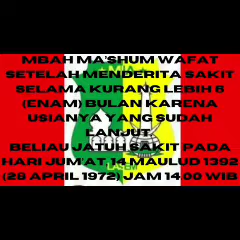 MBAH MA'SHUM WAFAT
SETELAH MENDERITA SAKIT
SELAMA KURANG LEBIH 6
(ENAM) BULAN KARENA
USIANYA YANG SUDAH
LANJUT.
BELIAU JATUH SAKIT PADA
HARI JUM'AT, 14 MAULUD 1392
(28 APRIL 1972) JAM 14.00 WIB